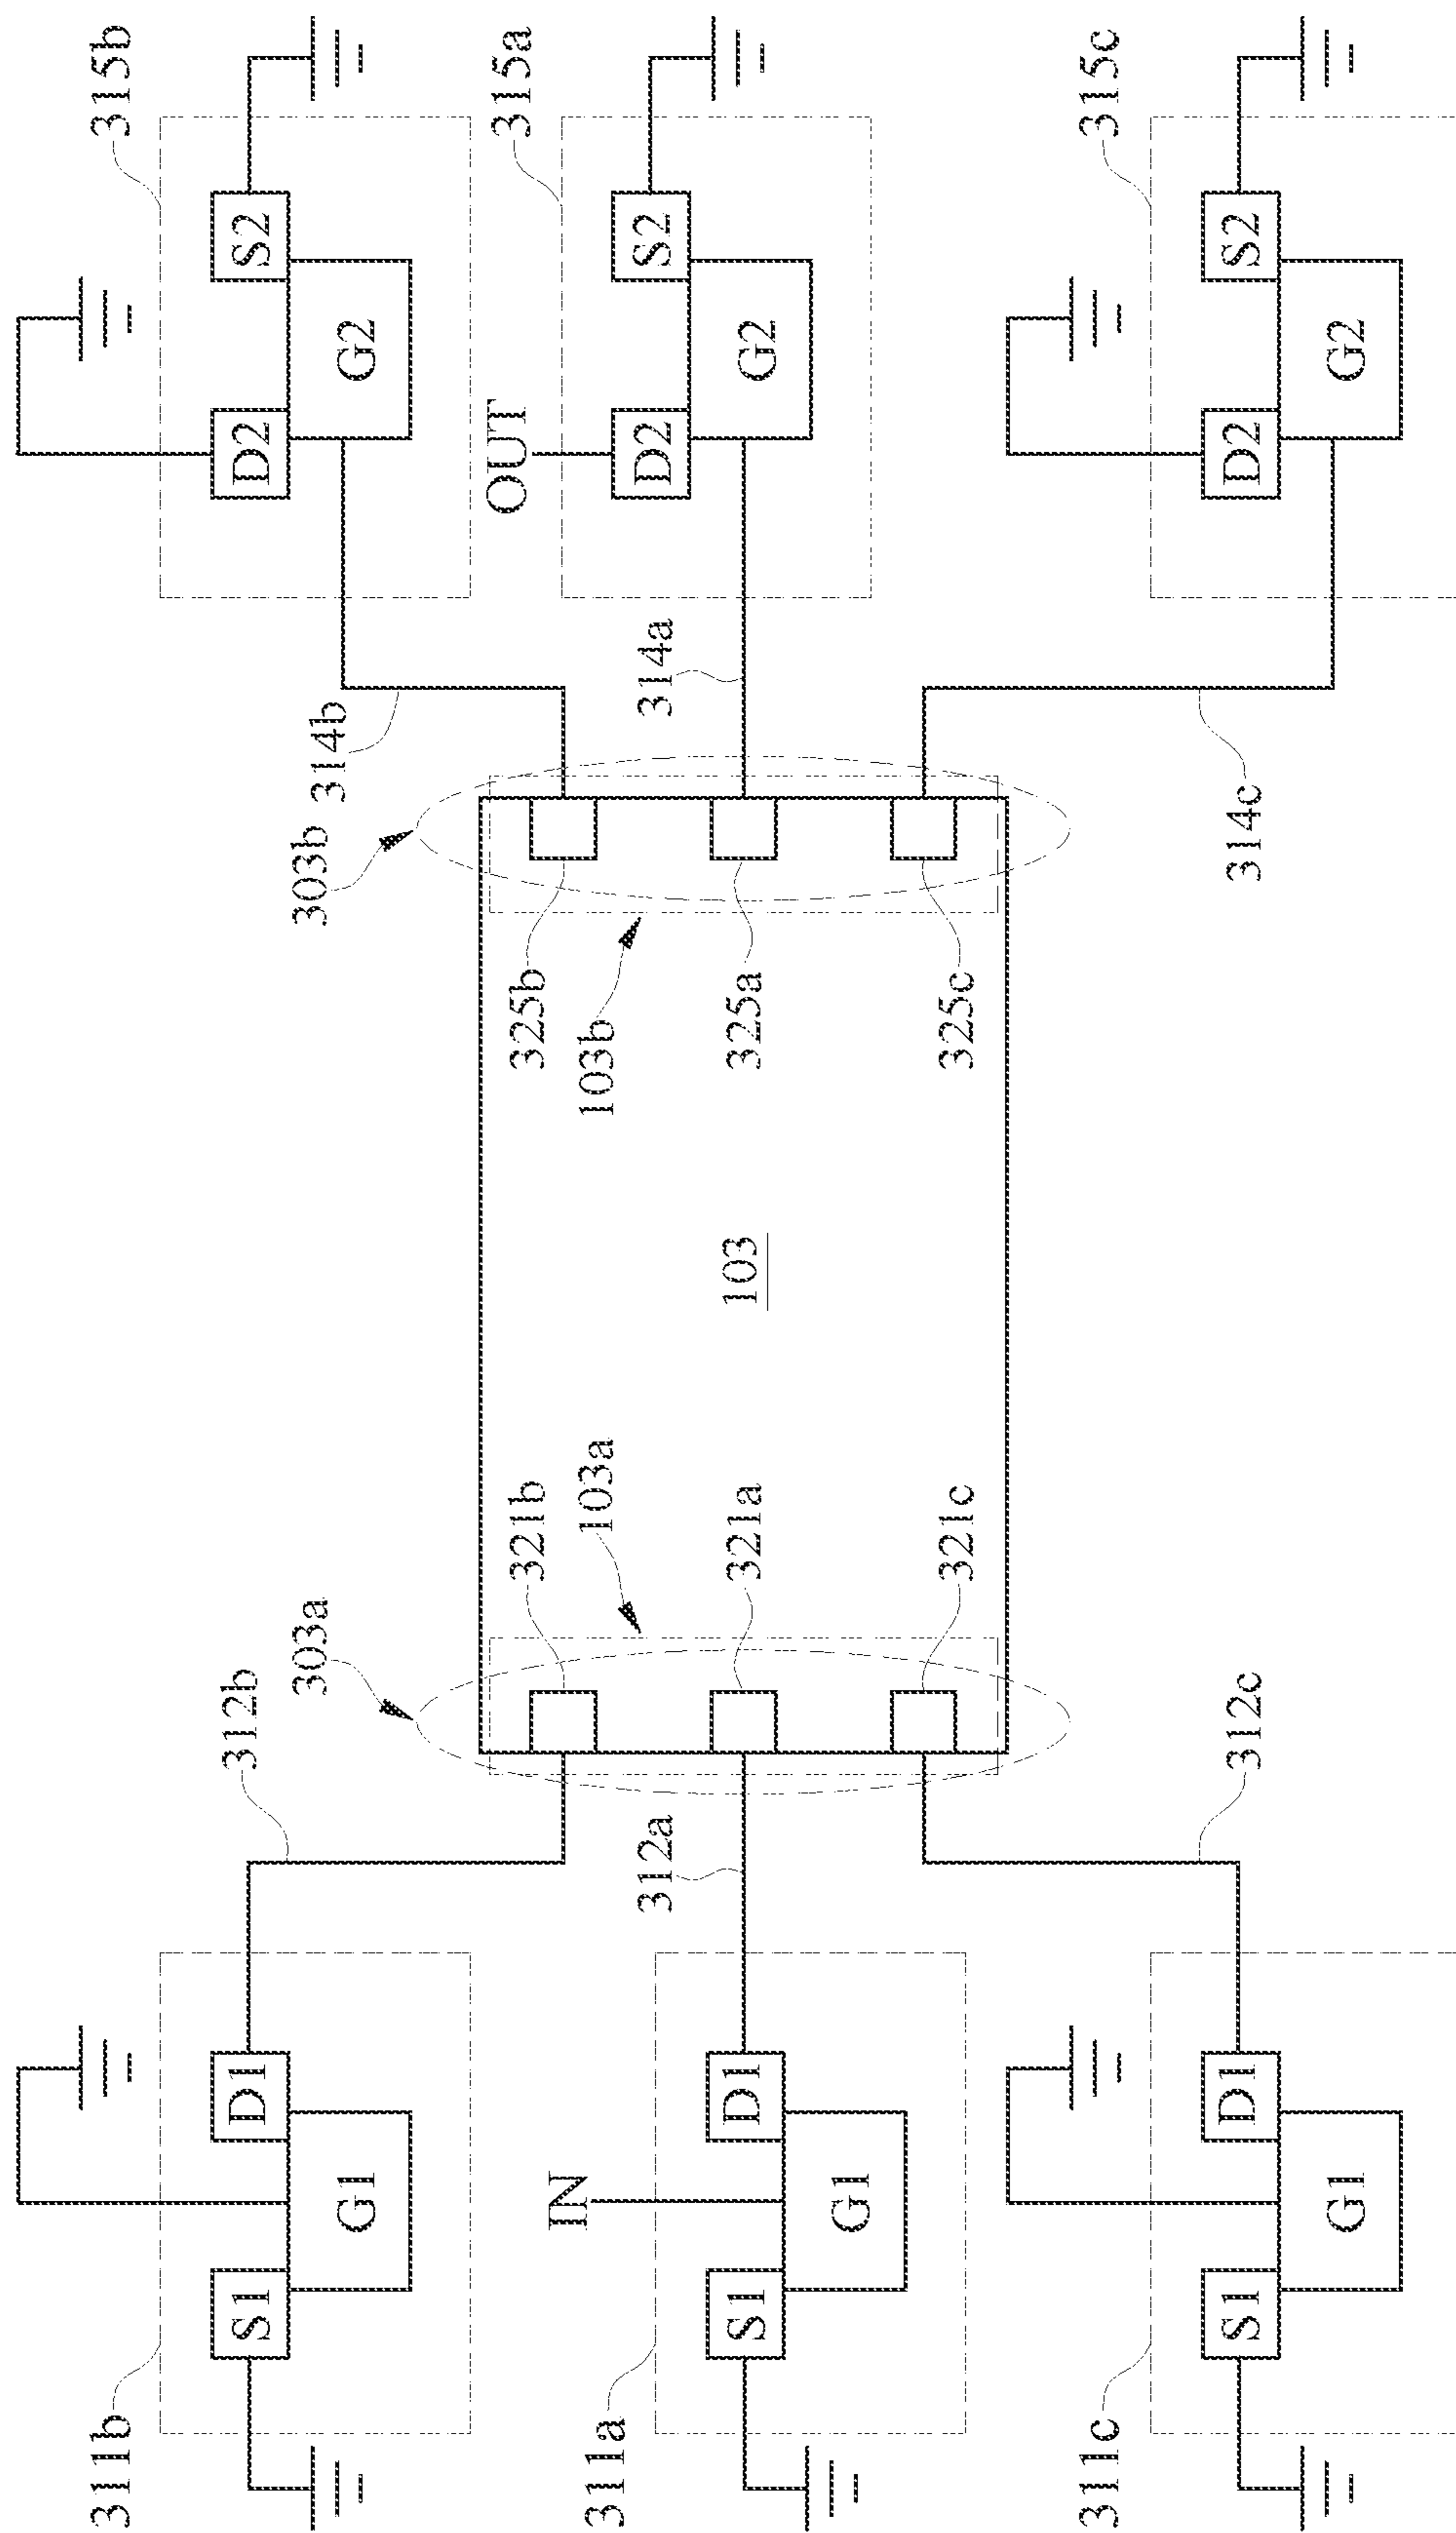 315b
S2
D2
G2
315a
OUT
S2
D2
G2
315c
S2
D2
G2
314b
314a
314c
303b
325b
103b
325a
325c
103
303a
321b
103a
321a
321c
312b
312a
312c
311b
D1
S1
G1
311a
IN
D1
S1
G1
311c
D1
S1
G1